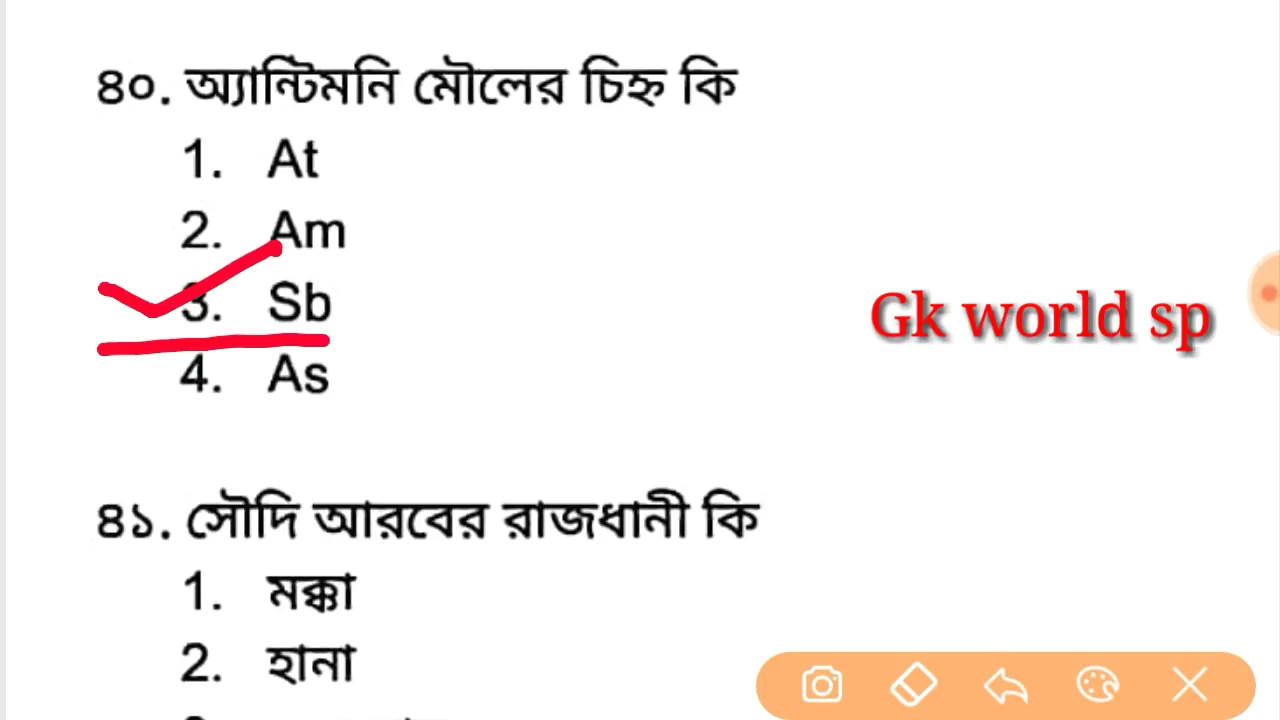 ৪০. অ্যান্টিমনি মৌলের চিহ্ন কি
1. At
2. Am
3. Sb
4. As
Gk world sp
৪১. সৌদি আরবের রাজধানী কি
1. মক্কা
2. হানা